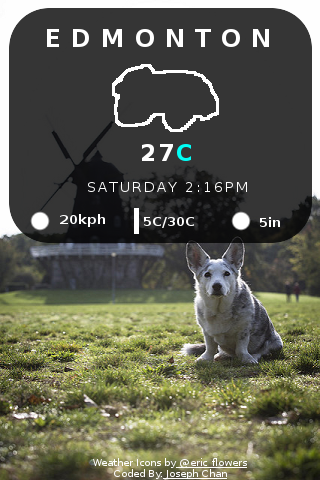 EDMONTON
27C
SATURDAY 2:16PM
20kph 5C/30C 5in
Weather Icons by @eric_flowers
Coded By: Joseph Chan